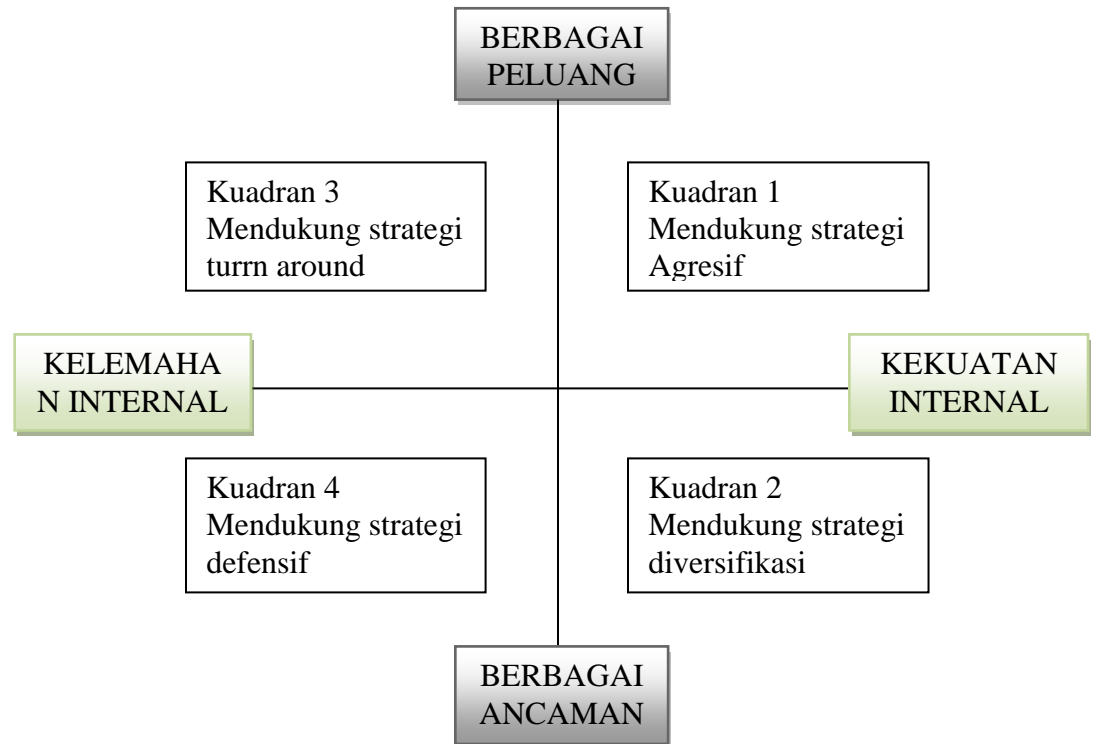 BERBAGAI
PELUANG
Kuadran 3
Mendukung strategi
turrn around
Kuadran 1
Mendukung strategi
Agresif
KELEMAHA
N INTERNAL
KEKUATAN
INTERNAL
Kuadran 4
Mendukung strategi
defensif
Kuadran 2
Mendukung strategi
diversifikasi
BERBAGAI
ANCAMAN